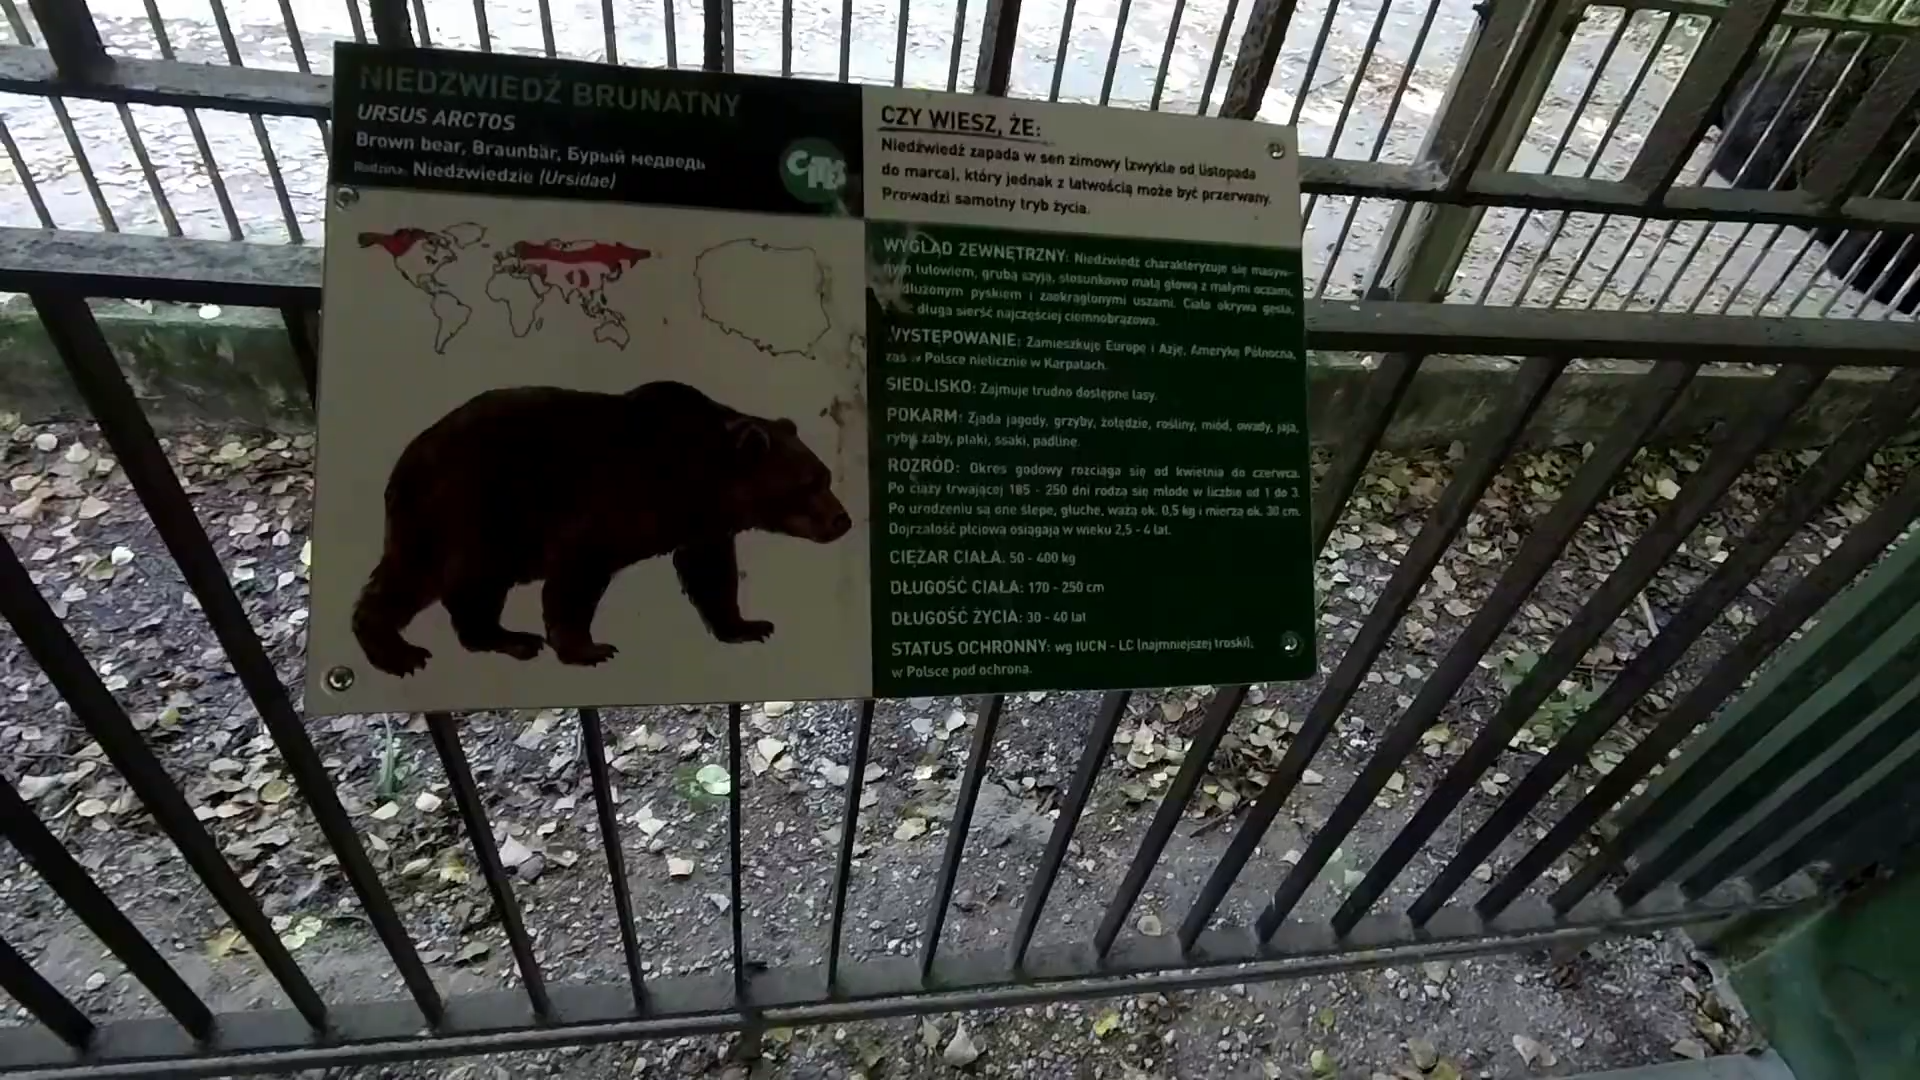 NIEDŹWIEDŹ BRUNATNY
URSUS ARCTOS
Brown bear, Braunbär, Бурый медведь
Rodzina: Niedźwiedzie (Ursidae)
CITES
CZY WIESZ, ŻE:
Niedźwiedź zapada w sen zimowy (zwykle od listopada
do marca), który jednak z łatwością może być przerwany.
Prowadzi samotny tryb życia.
WYGLĄD ZEWNĘTRZNY: Niedźwiedź charakteryzuje się masyw-
nym tułowiem, grubą szyją, stosunkowo małą głową z małymi oczami,
dłużonym pyskiem i zaokrąglonymi uszami. Ciało okrywa gęsta,
długa sierść najczęściej ciemnobrązowa.
WYSTĘPOWANIE: Zamieszkuje Europę i Azję, Amerykę Północną,
zaś w Polsce nielicznie w Karpatach.
SIEDLISKO: Zajmuje trudno dostępne lasy.
POKARM: Zjada jagody, grzyby, żołędzie, rośliny, miód, owady, jaja,
ryby, żaby, ptaki, ssaki, padlinę.
ROZRÓD: Okres godowy rozciąga się od kwietnia do czerwca.
Po ciąży trwającej 185 - 250 dni rodzą się młode w liczbie od 1 do 3.
Po urodzeniu są one ślepe, głuche, ważą ok. 0,5 kg i mierzą ok. 30 cm.
Dojrzałość płciową osiągają w wieku 2,5 - 4 lat.
CIĘŻAR CIAŁA: 50 - 400 kg
DŁUGOŚĆ CIAŁA: 170 - 250 cm
DŁUGOŚĆ ŻYCIA: 30 - 40 lat
STATUS OCHRONNY: wg IUCN - LC (najmniejszej troski),
w Polsce pod ochroną.